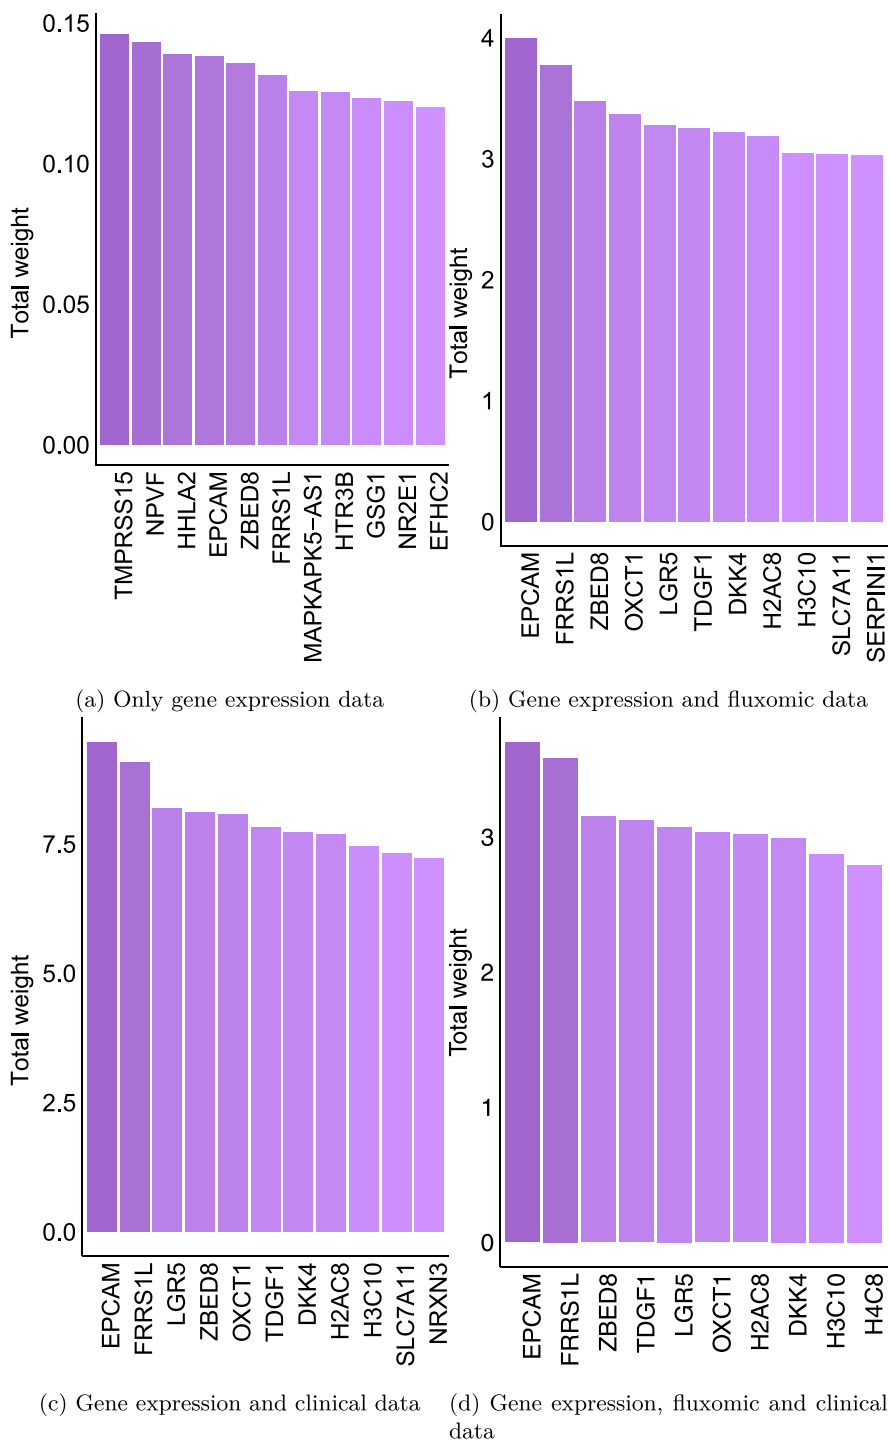 0.15
0.10
0.05
0.00
Total weight
TMPRSS15
NPVF
HHLA2
EPCAM
ZBED8
FRRS1L
MAPKAPK5−AS1
HTR3B
GSG1
NR2E1
EFHC2
(a) Only gene expression data
4
3
2
1
0
Total weight
EPCAM
FRRS1L
ZBED8
OXCT1
LGR5
TDGF1
DKK4
H2AC8
H3C10
SLC7A11
SERPINI1
(b) Gene expression and fluxomic data
7.5
5.0
2.5
0.0
Total weight
EPCAM
FRRS1L
LGR5
ZBED8
OXCT1
TDGF1
DKK4
H2AC8
H3C10
SLC7A11
NRXN3
(c) Gene expression and clinical data
3
2
1
0
Total weight
EPCAM
FRRS1L
ZBED8
TDGF1
LGR5
OXCT1
H2AC8
DKK4
H3C10
H4C8
(d) Gene expression, fluxomic and clinical
data